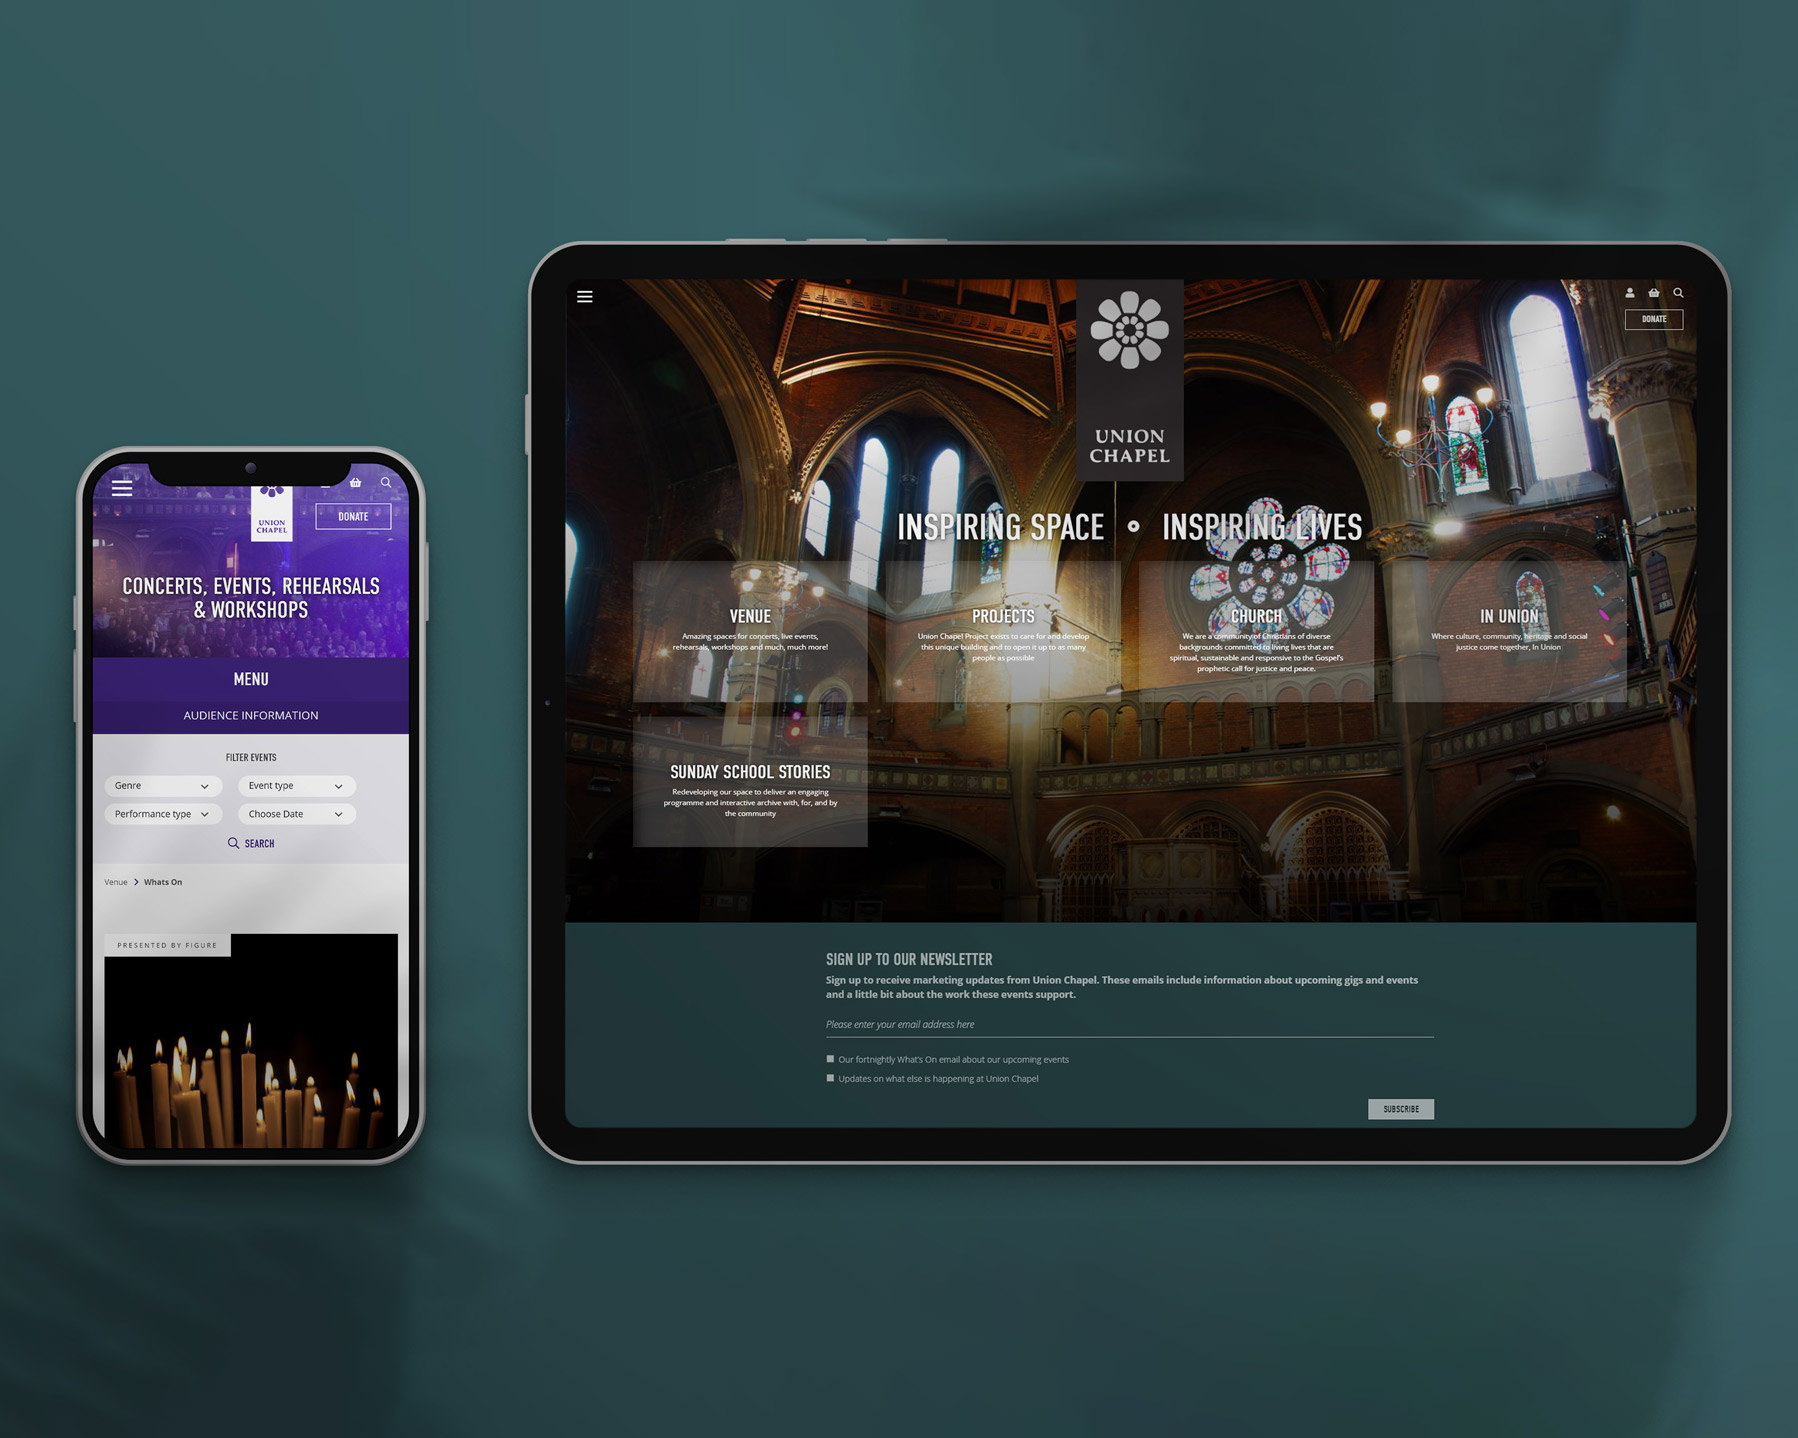 UNION
CHAPEL
DONATE
CONCERTS, EVENTS, REHEARSALS
& WORKSHOPS
MENU
AUDIENCE INFORMATION
FILTER EVENTS
Genre
Event type
Performance type
Choose Date
SEARCH
Venue > Whats On
PRESENTED BY FIGURE
DONATE
UNION
CHAPEL
INSPIRING SPACE • INSPIRING LIVES
VENUE
Amazing spaces for concerts, live events,
rehearsals, workshops and much, much more!
PROJECTS
Union Chapel Project exists to care for and develop
this unique building and to open it up to as many
people as possible
CHURCH
We are a community of Christians of diverse
backgrounds committed to living lives that are
spiritual, sustainable and responsive to the Gospel's
prophetic call for justice and peace.
IN UNION
Where culture, community, heritage and social
justice come together, In Union
SUNDAY SCHOOL STORIES
Redeveloping our space to deliver an engaging
programme and interactive archive with, for, and by
the community
SIGN UP TO OUR NEWSLETTER
Sign up to receive marketing updates from Union Chapel. These emails include information about upcoming gigs and events
and a little bit about the work these events support.
Please enter your email address here
Our fortnightly What's On email about our upcoming events
Updates on what else is happening at Union Chapel
SUBSCRIBE